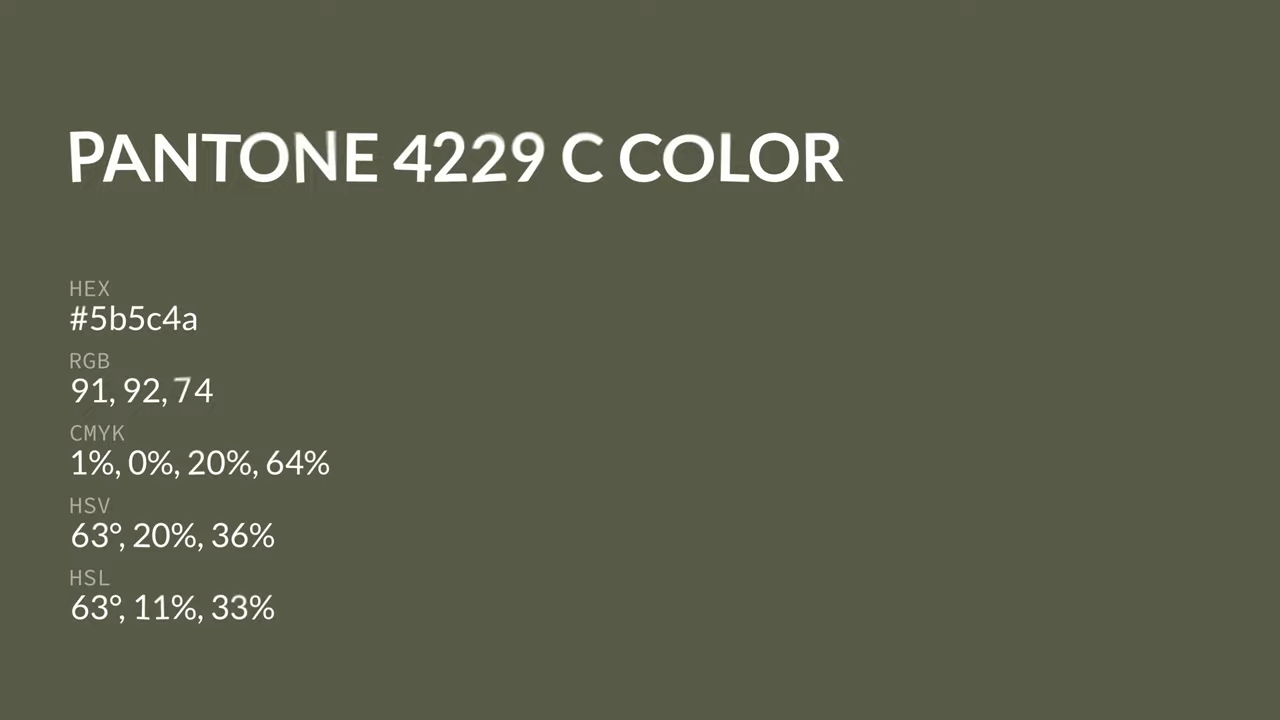 PANTONE 4229 C COLOR
HEX
#5b5c4a
RGB
91, 92, 74
CMYK
1%, 0%, 20%, 64%
HSV
63°, 20%, 36%
HSL
63°, 11%, 33%